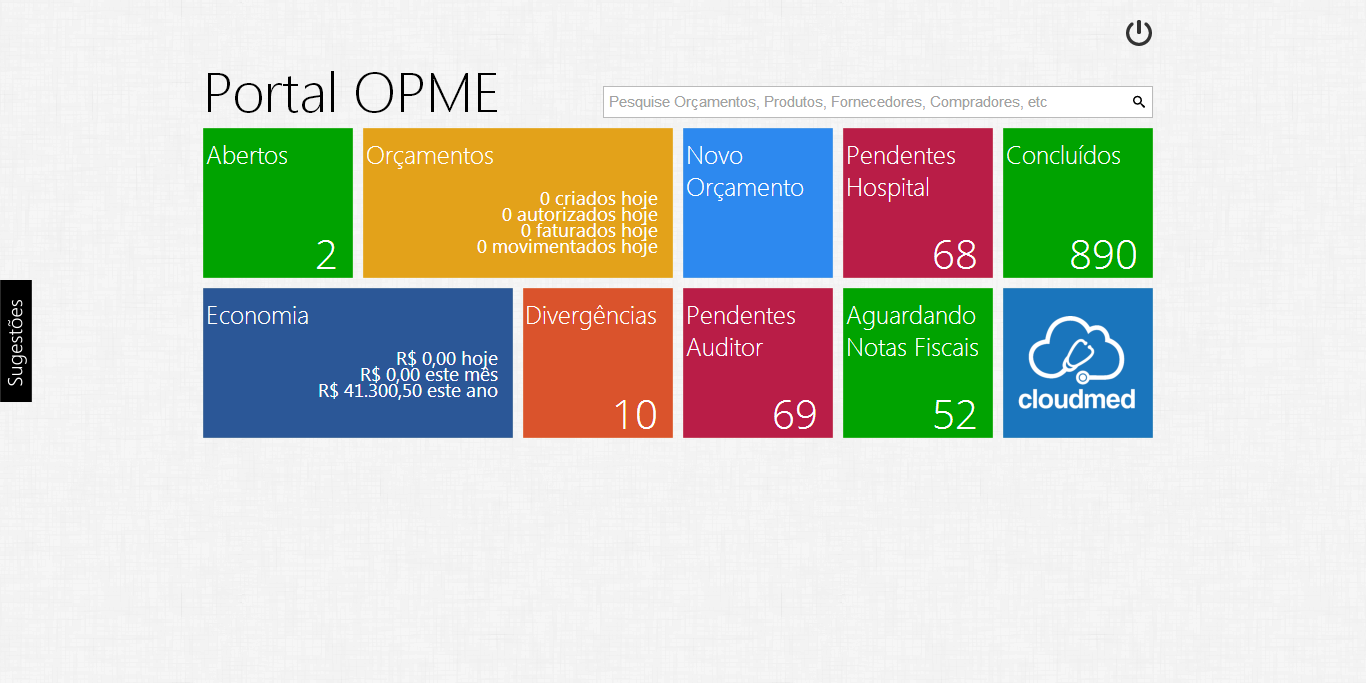 Portal OPME
Pesquise Orçamentos, Produtos, Fornecedores, Compradores, etc
Abertos
2
Orçamentos
0 criados hoje
0 autorizados hoje
0 faturados hoje
0 movimentados hoje
Novo
Orçamento
Pendentes
Hospital
68
Concluídos
890
Sugestões
Economia
R$ 0,00 hoje
R$ 0,00 este mês
R$ 41.300,50 este ano
Divergências
10
Pendentes
Auditor
69
Aguardando
Notas Fiscais
52
cloudmed